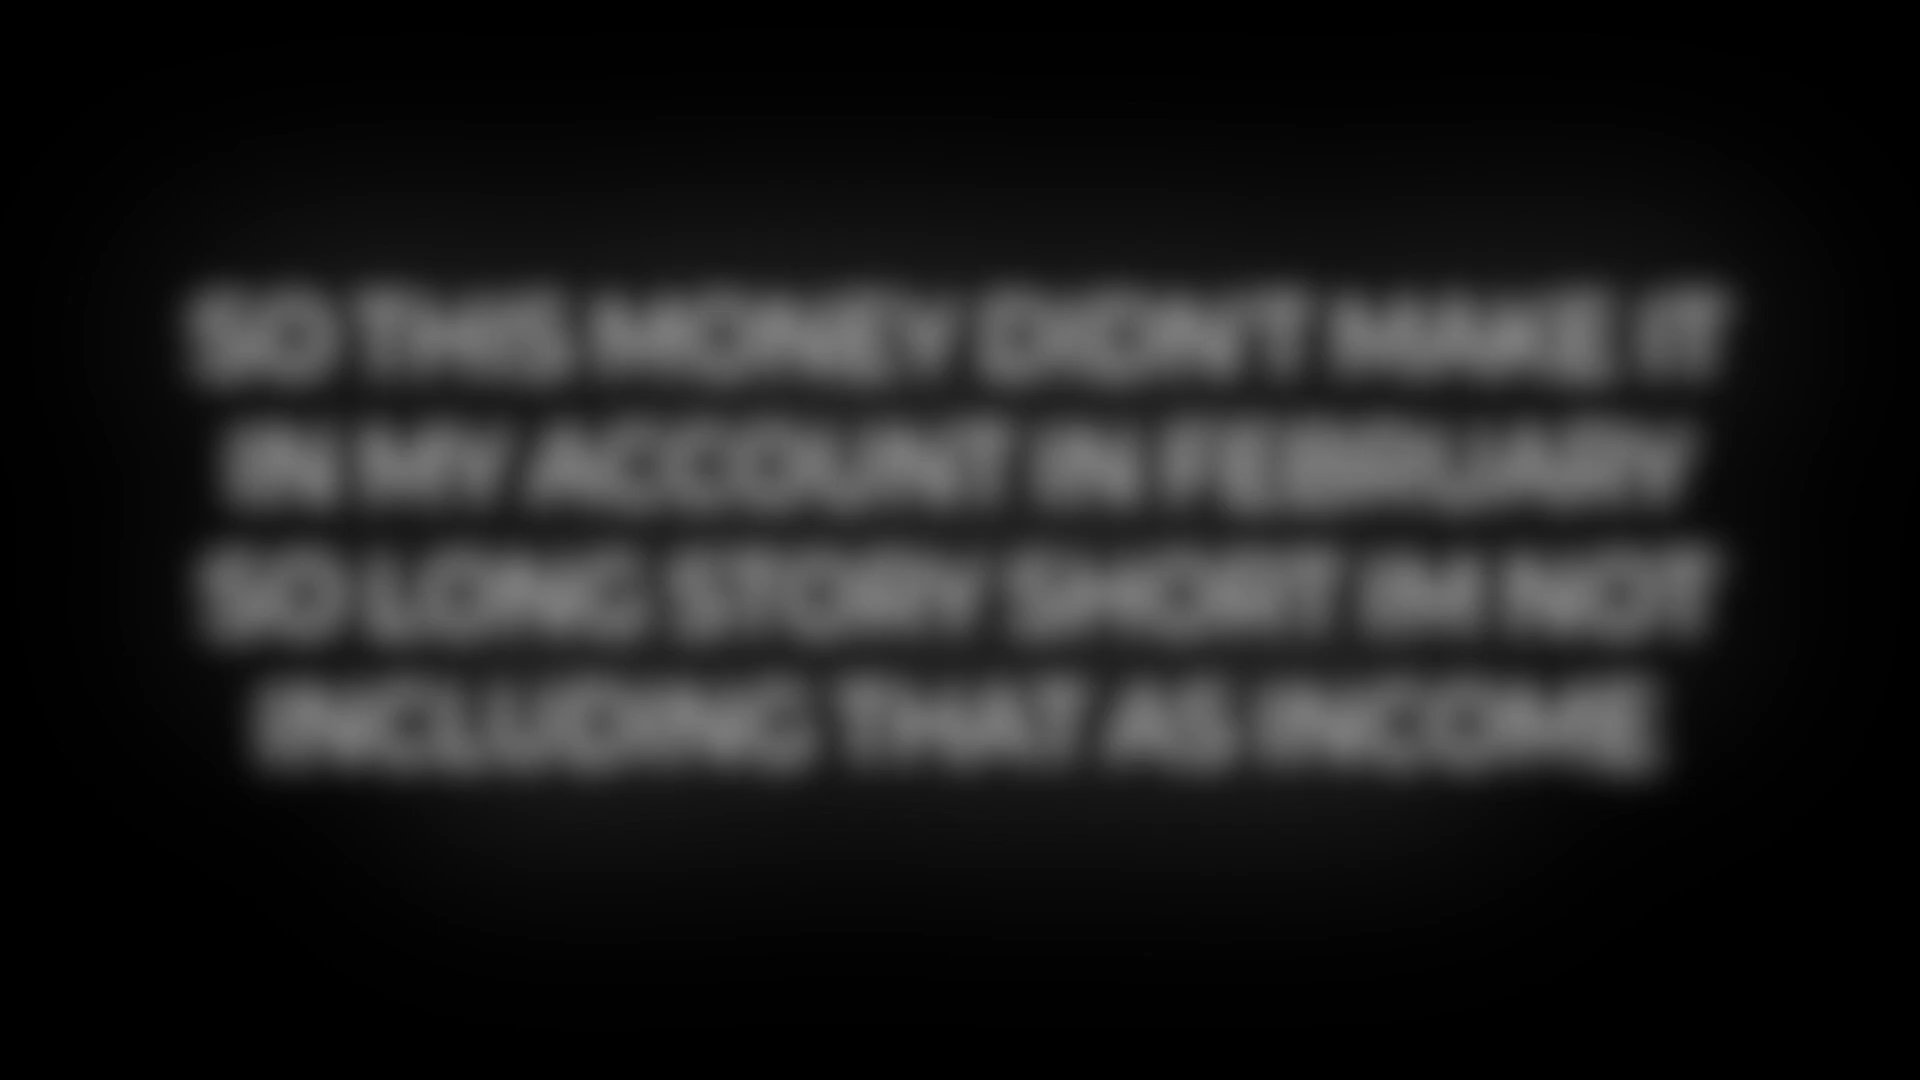 SO THIS MONEY DIDN'T MAKE IT
IN MY ACCOUNT IN FEBRUARY
SO LONG STORY SHORT IM NOT
INCLUDING THAT AS INCOME